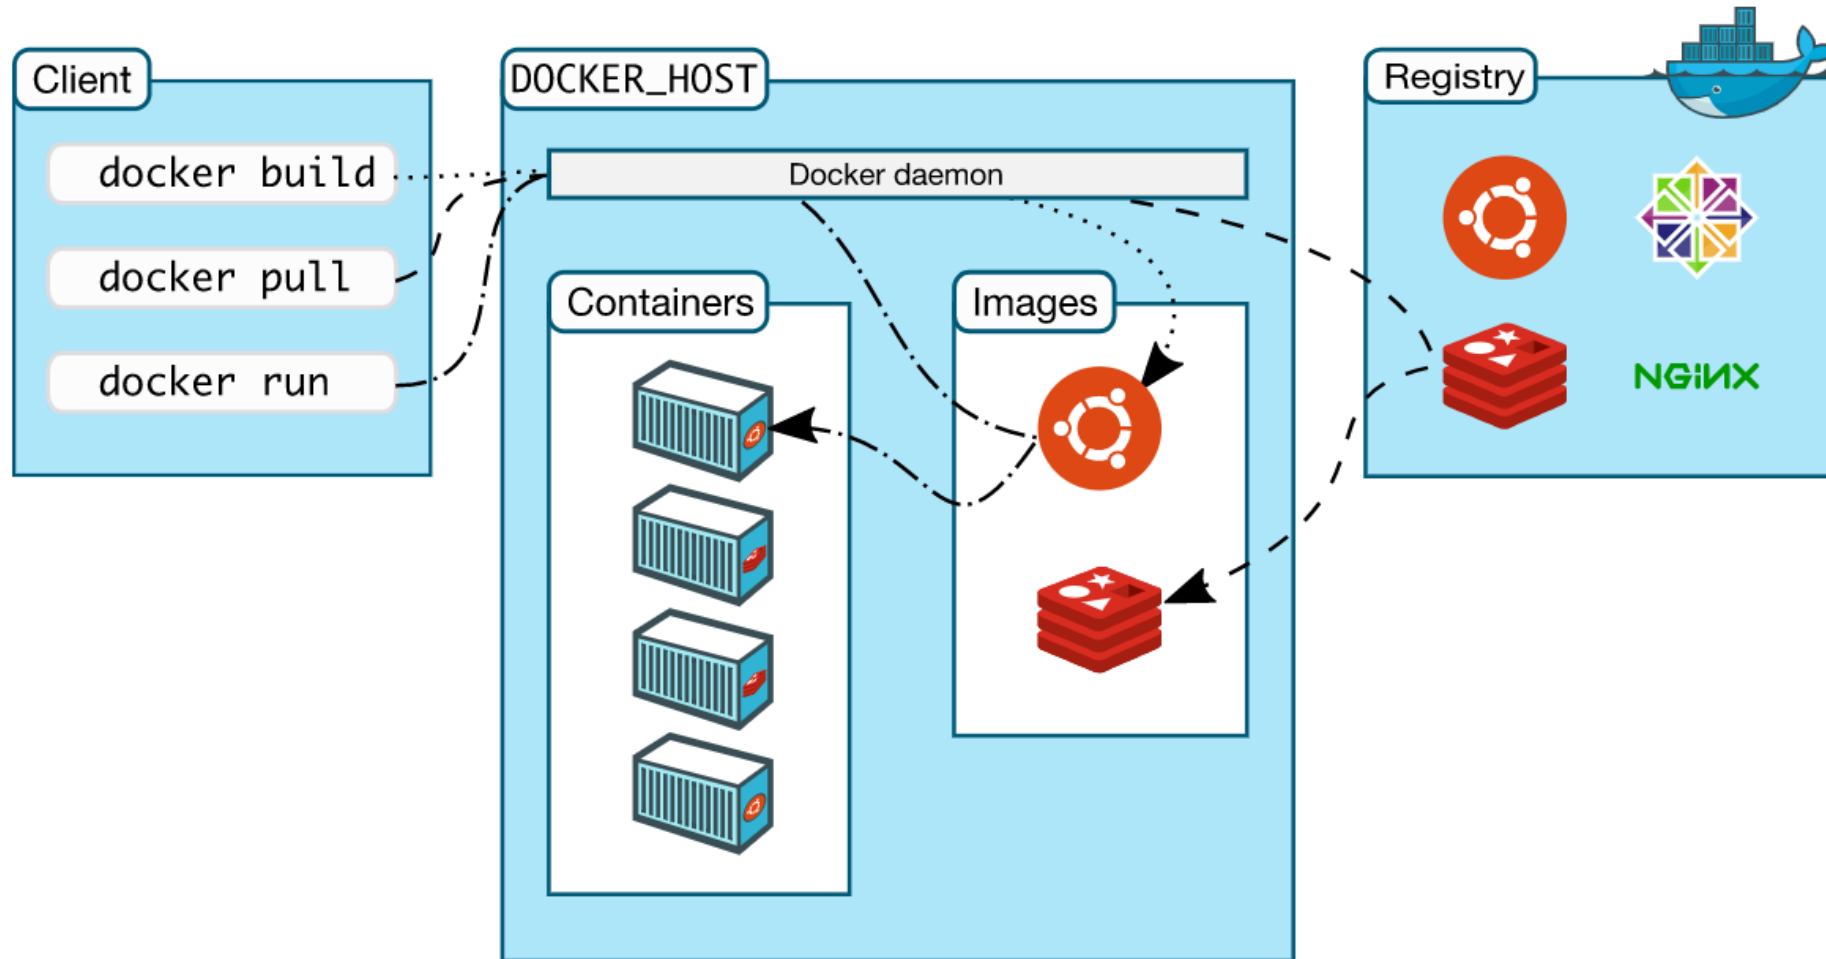 Client
docker build
docker pull
docker run
DOCKER_HOST
Docker daemon
Containers
Images
Registry
NGiNX